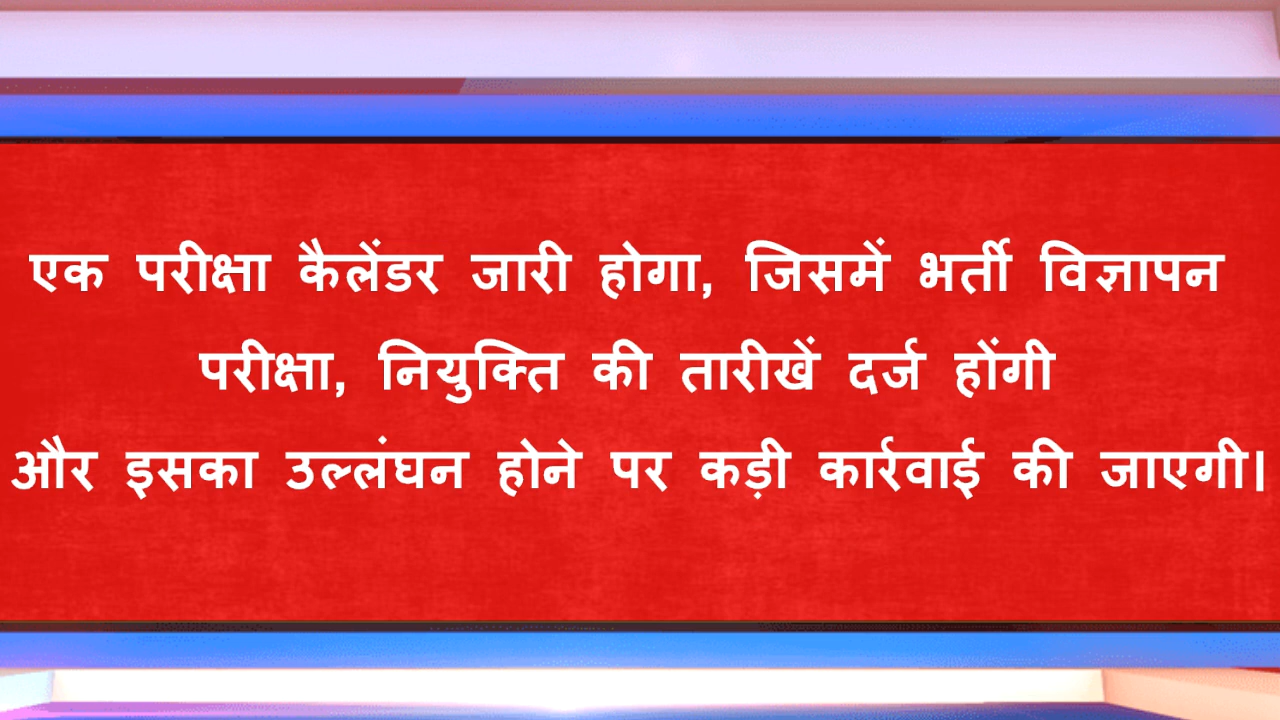 एक परीक्षा कैलेंडर जारी होगा, जिसमें भर्ती विज्ञापन
परीक्षा, नियुक्ति की तारीखें दर्ज होंगी
और इसका उल्लंघन होने पर कड़ी कार्रवाई की जाएगी।